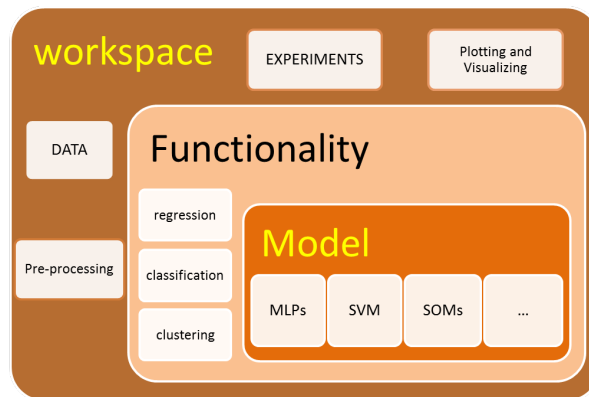 workspace
EXPERIMENTS
Plotting and
Visualizing
DATA
Functionality
regression
Model
Pre-processing
classification
MLPs
SVM
SOMs
...
clustering